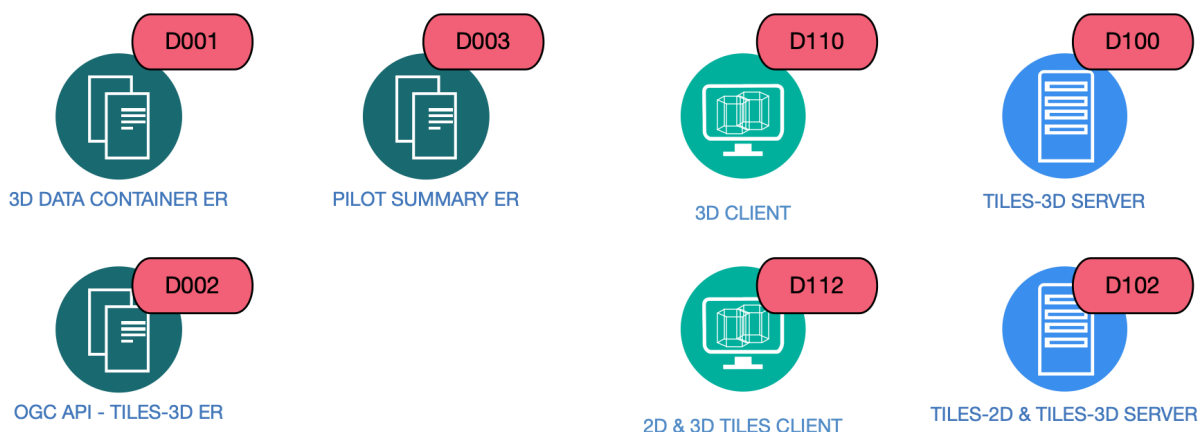 D001
3D DATA CONTAINER ER
D003
PILOT SUMMARY ER
D110
3D CLIENT
D100
TILES-3D SERVER
D002
OGC API - TILES-3D ER
D112
2D & 3D TILES CLIENT
D102
TILES-2D & TILES-3D SERVER